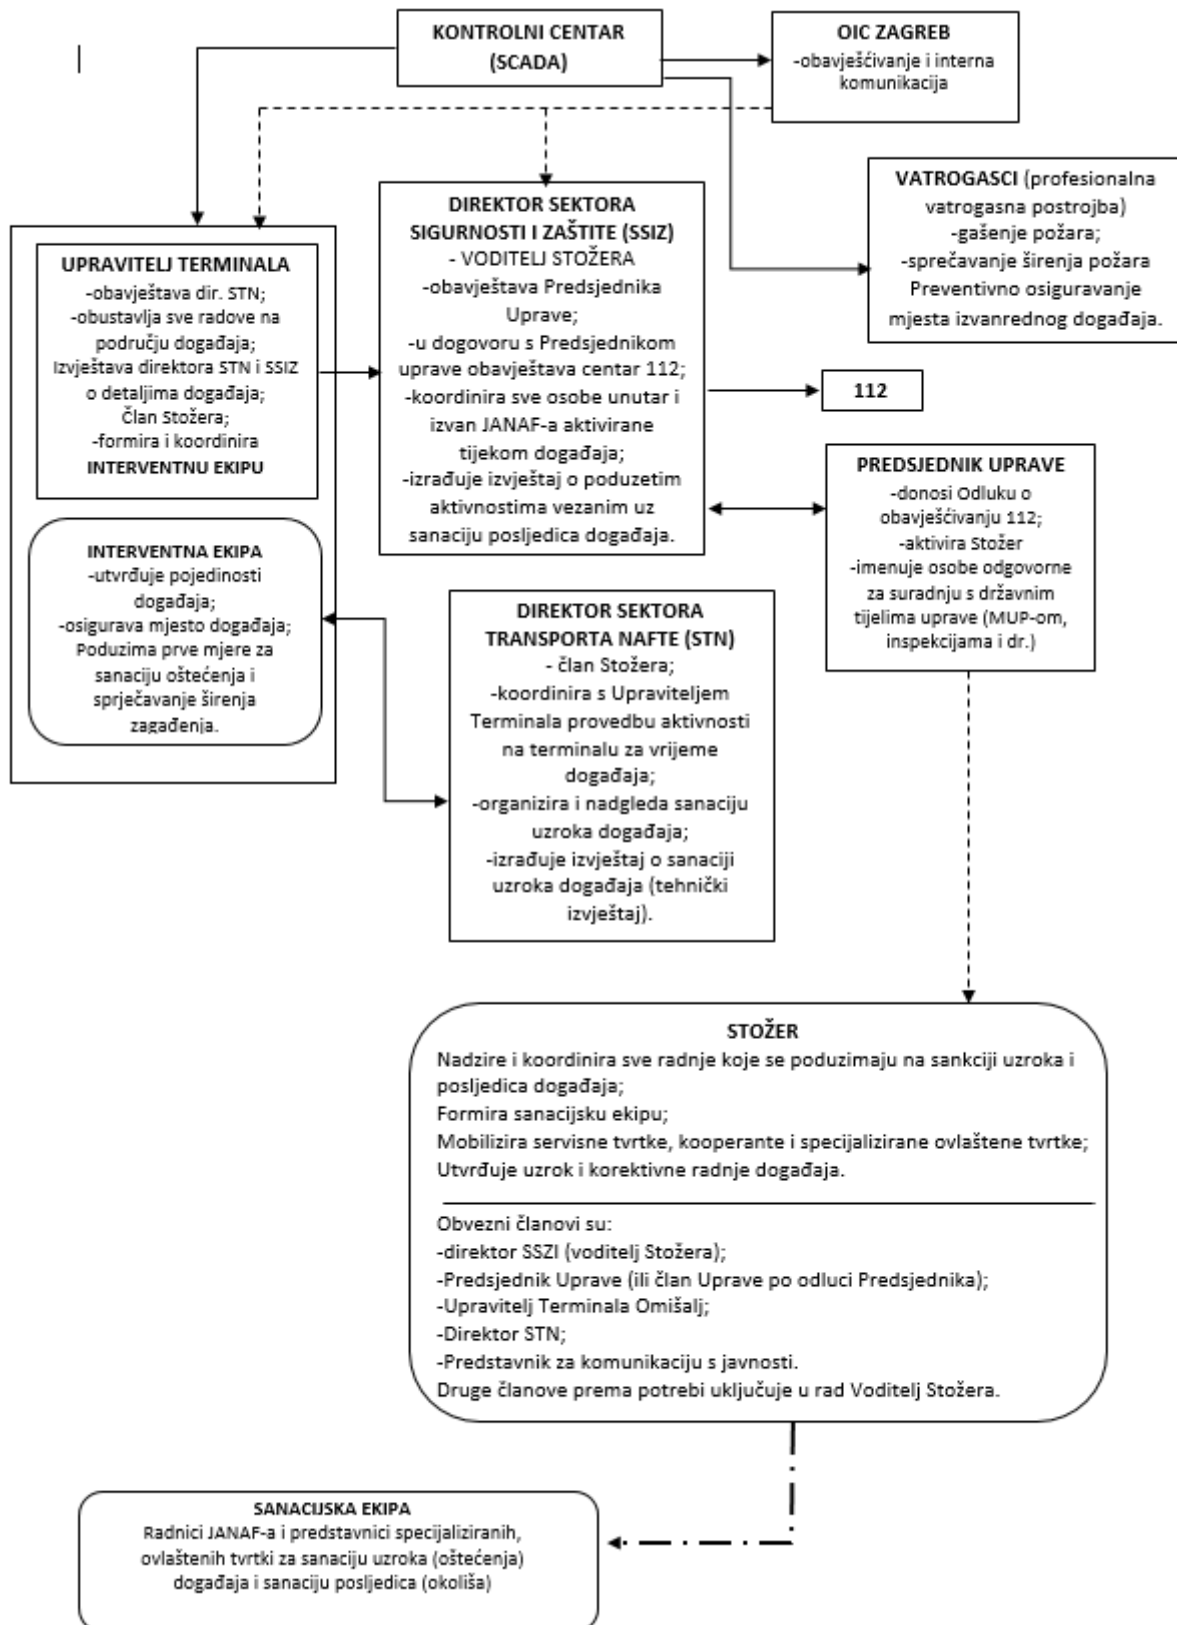 KONTROLNI CENTAR
(SCADA)
OIC ZAGREB
-obavješćivanje i interna
komunikacija
VATROGASCI (profesionalna
vatrogasna postrojba)
-gašenje požara;
-sprečavanje širenja požara
Preventivno osiguravanje
mjesta izvanrednog događaja.
DIREKTOR SEKTORA
SIGURNOSTI I ZAŠTITE (SSIZ)
- VODITELJ STOŽERA
-obavještava Predsjednika
Uprave;
-u dogovoru s Predsjednikom
uprave obavještava centar 112;
-koordinira sve osobe unutar i
izvan JANAF-a aktivirane
tijekom događaja;
-izrađuje izvještaj o poduzetim
aktivnostima vezanim uz
sanaciju posljedica događaja.
UPRAVITELJ TERMINALA
-obavještava dir. STN;
-obustavlja sve radove na
području događaja;
Izvještava direktora STN i SSIZ
o detaljima događaja;
Član Stožera;
-formira i koordinira
INTERVENTNU EKIPU
112
PREDSJEDNIK UPRAVE
-donosi Odluku o
obavješćivanju 112;
-aktivira Stožer
-imenuje osobe odgovorne
za suradnju s državnim
tijelima uprave (MUP-om,
inspekcijama i dr.)
INTERVENTNA EKIPA
-utvrđuje pojedinosti
događaja;
-osigurava mjesto događaja;
Poduzima prve mjere za
sanaciju oštećenja i
sprječavanje širenja
zagađenja.
DIREKTOR SEKTORA
TRANSPORTA NAFTE (STN)
- član Stožera;
-koordinira s Upraviteljem
Terminala provedbu aktivnosti
na terminalu za vrijeme
događaja;
-organizira i nadgleda sanaciju
uzroka događaja;
-izrađuje izvještaj o sanaciji
uzroka događaja (tehnički
izvještaj).
STOŽER
Nadzire i koordinira sve radnje koje se poduzimaju na sankciji uzroka i
posljedica događaja;
Formira sanacijsku ekipu;
Mobilizira servisne tvrtke, kooperante i specijalizirane ovlaštene tvrtke;
Utvrđuje uzrok i korektivne radnje događaja.
Obvezni članovi su:
-direktor SSZI (voditelj Stožera);
-Predsjednik Uprave (ili član Uprave po odluci Predsjednika);
-Upravitelj Terminala Omišalj;
-Direktor STN;
-Predstavnik za komunikaciju s javnosti.
Druge članove prema potrebi uključuje u rad Voditelj Stožera.
SANACIJSKA EKIPA
Radnici JANAF-a i predstavnici specijaliziranih,
ovlaštenih tvrtki za sanaciju uzroka (oštećenja)
događaja i sanaciju posljedica (okoliša)